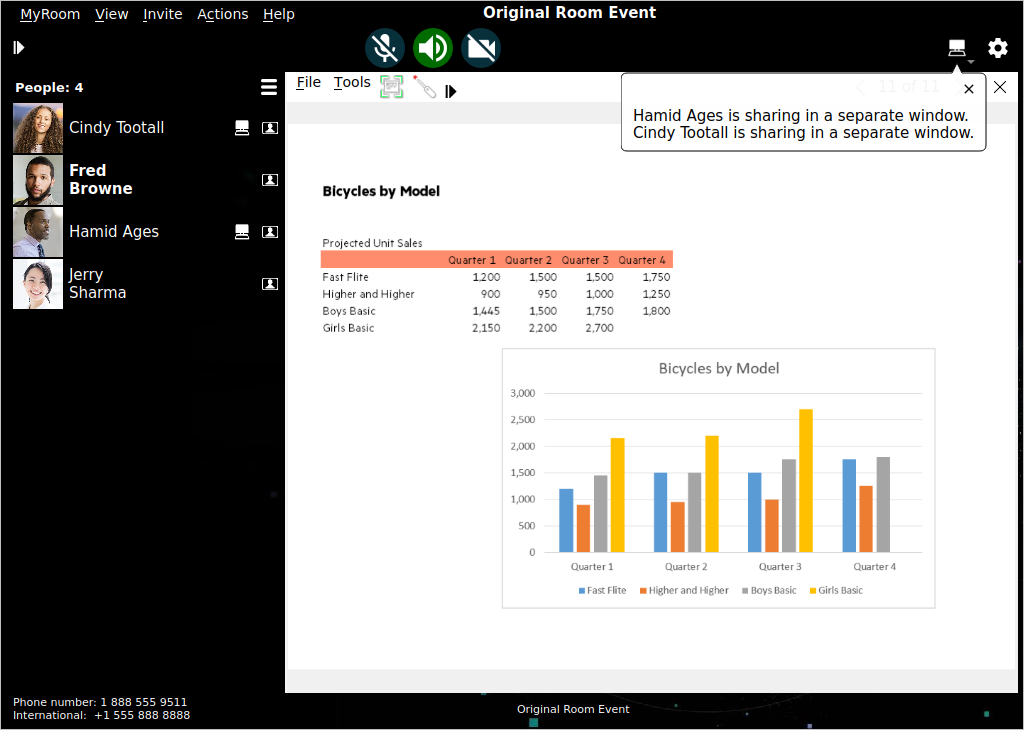 MyRoom View Invite Actions Help
Original Room Event
People: 4
Cindy Tootall
Fred
Browne
Hamid Ages
Jerry
Sharma
File Tools
11 of 11
Hamid Ages is sharing in a separate window.
Cindy Tootall is sharing in a separate window.
Bicycles by Model
Projected Unit Sales
Quarter 1 Quarter 2 Quarter 3 Quarter 4
Fast Flite 1,200 1,500 1,500 1,750
Higher and Higher 900 950 1,000 1,250
Boys Basic 1,445 1,500 1,750 1,800
Girls Basic 2,150 2,200 2,700
Bicycles by Model
3,000
2,500
2,000
1,500
1,000
500
0
Quarter 1 Quarter 2 Quarter 3 Quarter 4
Fast Flite Higher and Higher Boys Basic Girls Basic
Phone number: 1 888 555 9511
International: +1 555 888 8888
Original Room Event